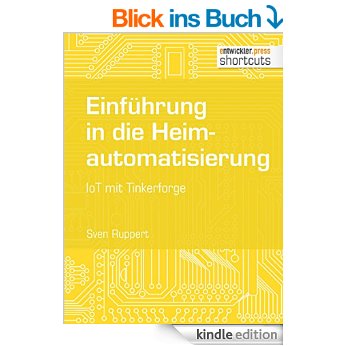 Blick ins Buch
entwickler.press
shortcuts
Einführung
in die Heim-
automatisierung
IoT mit Tinkerforge
Sven Ruppert
kindle edition